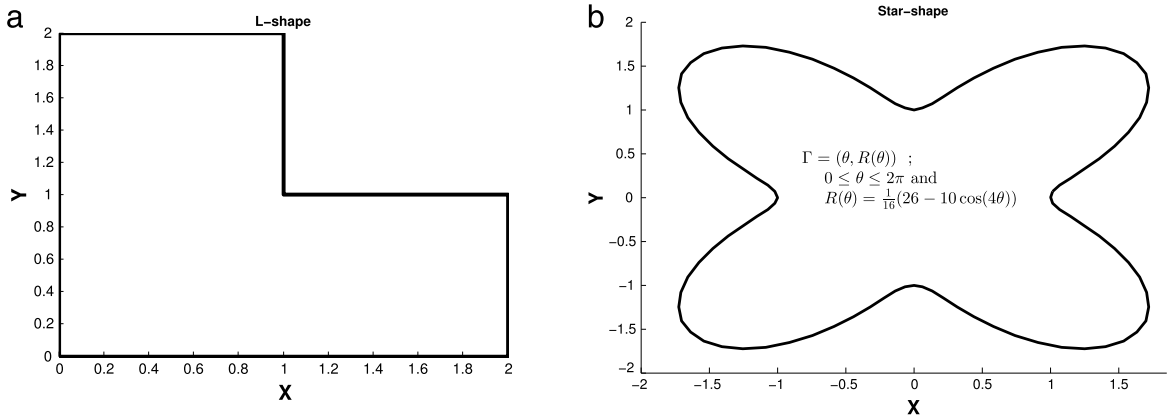 a
L-shape
2
1.8
1.6
1.4
1.2
1
0.8
0.6
0.4
0.2
0
Y
0 0.2 0.4 0.6 0.8 1 1.2 1.4 1.6 1.8 2
X
b
Star-shape
2
1.5
1
0.5
0
−0.5
−1
−1.5
−2
Y
Γ = (θ, R(θ)) ;
0 ≤ θ ≤ 2π and
R(θ) = 1/16(26 − 10 cos(4θ))
−2 −1.5 −1 −0.5 0 0.5 1 1.5
X